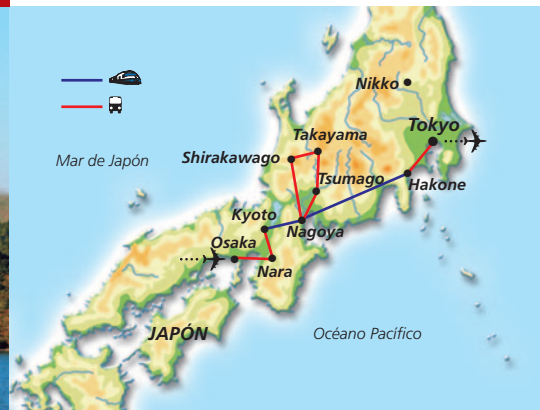 Nikko
Tokyo
Takayama
Mar de Japón
Shirakawago
Tsumago
Hakone
Kyoto
Nagoya
Osaka
Nara
JAPÓN
Océano Pacífico